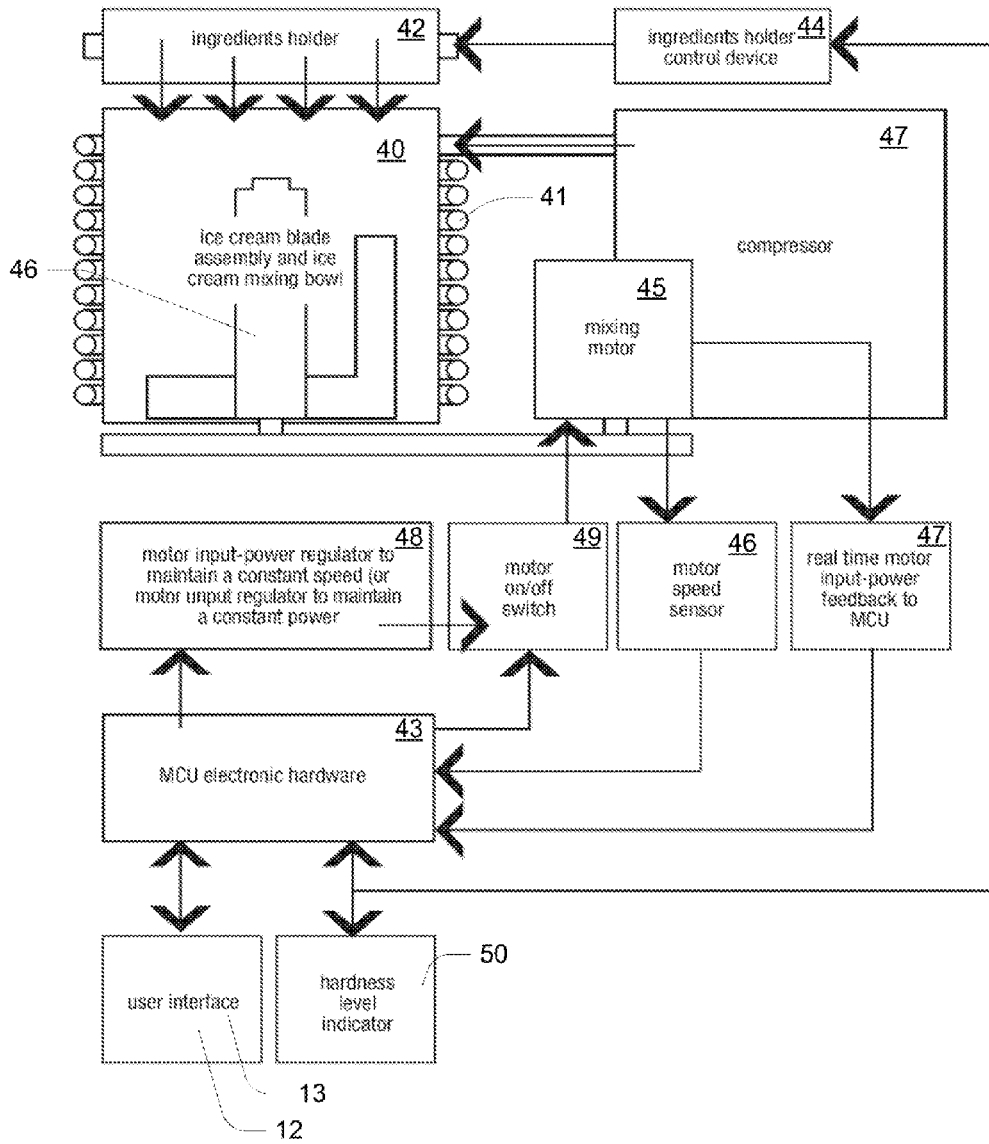 ingredients holder
42
ingredients holder
control device
44
40
47
41
ice cream blade
assembly and ice
cream mixing bowl
46
compressor
45
mixing
motor
48
motor input-power regulator to
maintain a constant speed (or
motor unput regulator to maintain
a constant power
49
motor
on/off
switch
46
motor
speed
sensor
47
real time motor
input-power
feedback to
MCU
43
MCU electronic hardware
user interface
50
hardness
level
indicator
13
12